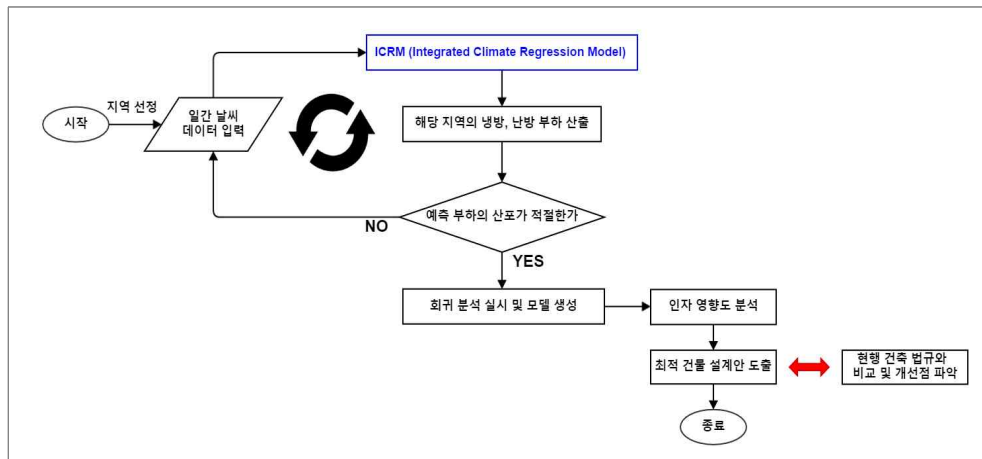 ICRM (Integrated Climate Regression Model)
지역 선정
시작
일간 날씨
데이터 입력
해당 지역의 냉방, 난방 부하 산출
예측 부하의 산포가 적절한가
NO
YES
회귀 분석 실시 및 모델 생성
인자 영향도 분석
최적 건물 설계안 도출
현행 건축 법규와
비교 및 개선점 파악
종료